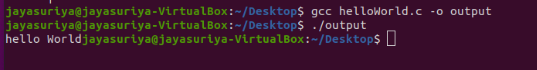 jayasuriya@jayasuriya-VirtualBox:~/Desktop$ gcc helloWorld.c -o output
jayasuriya@jayasuriya-VirtualBox:~/Desktop$ ./output
hello Worldjayasuriya@jayasuriya-VirtualBox:~/Desktop$